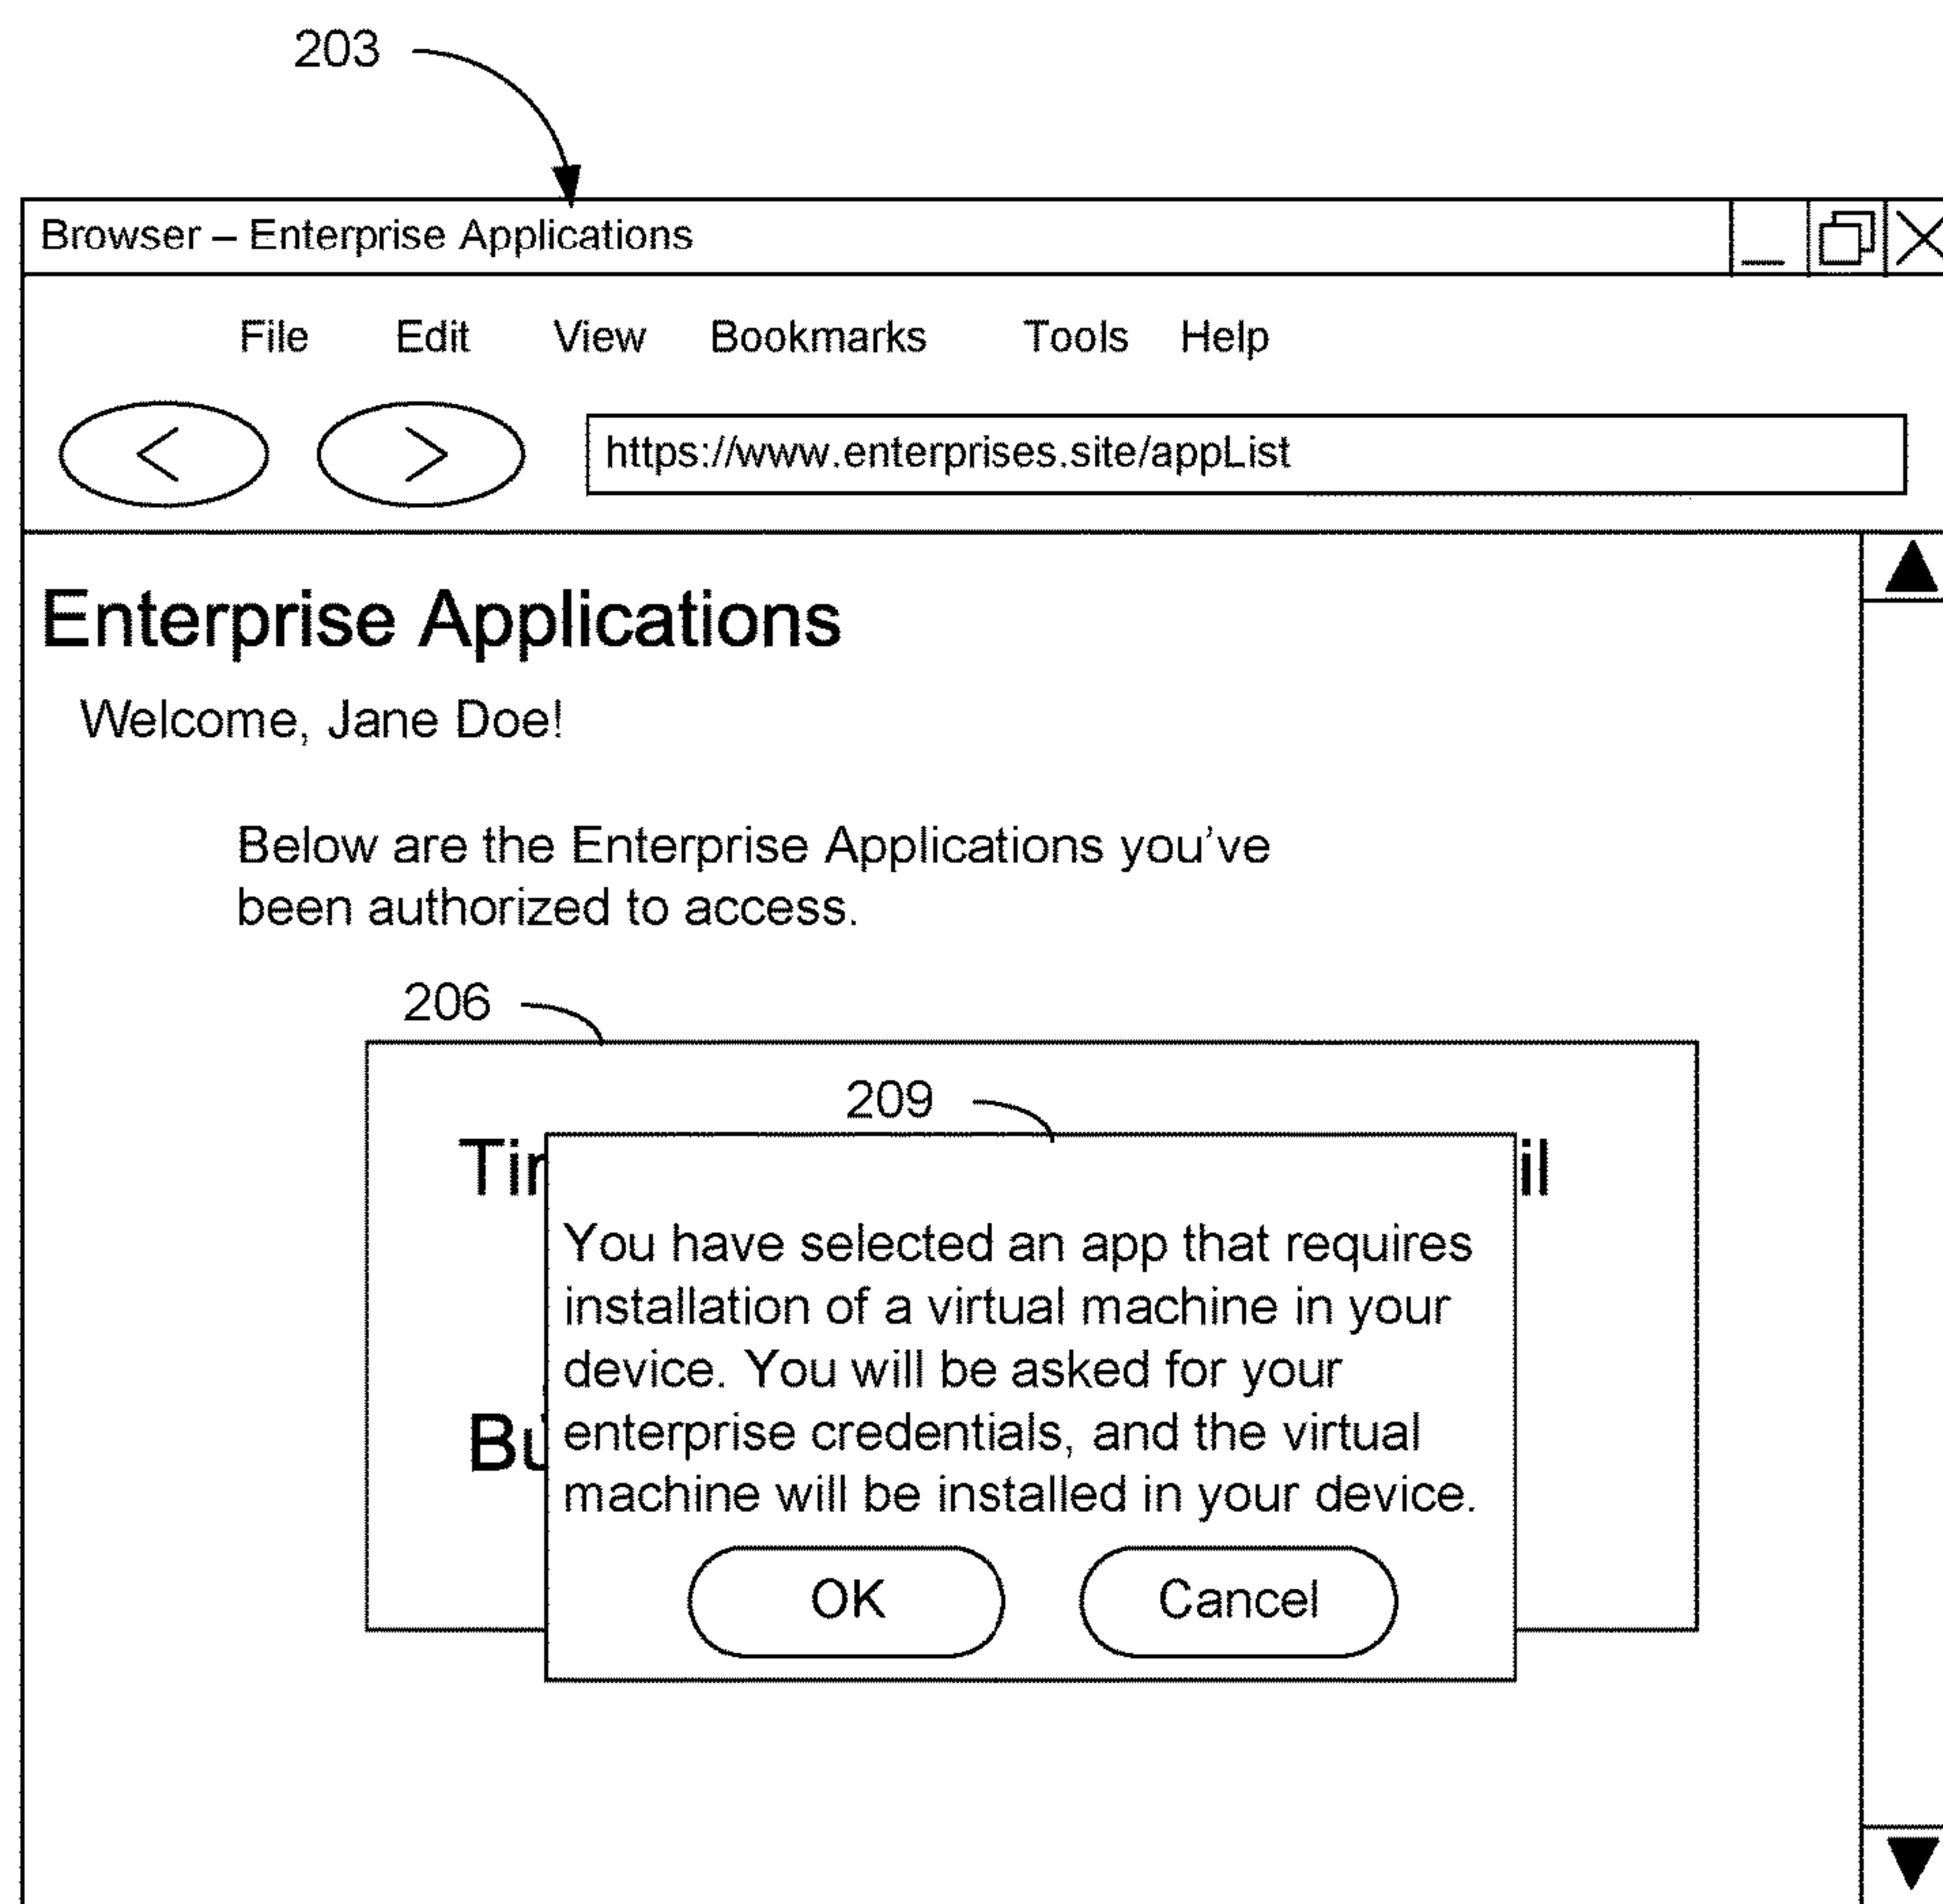 203
Browser – Enterprise Applications
File Edit View Bookmarks Tools Help
< >
https://www.enterprises.site/appList
Enterprise Applications
Welcome, Jane Doe!
Below are the Enterprise Applications you've
been authorized to access.
206
209
You have selected an app that requires
installation of a virtual machine in your
device. You will be asked for your
enterprise credentials, and the virtual
machine will be installed in your device.
OK Cancel